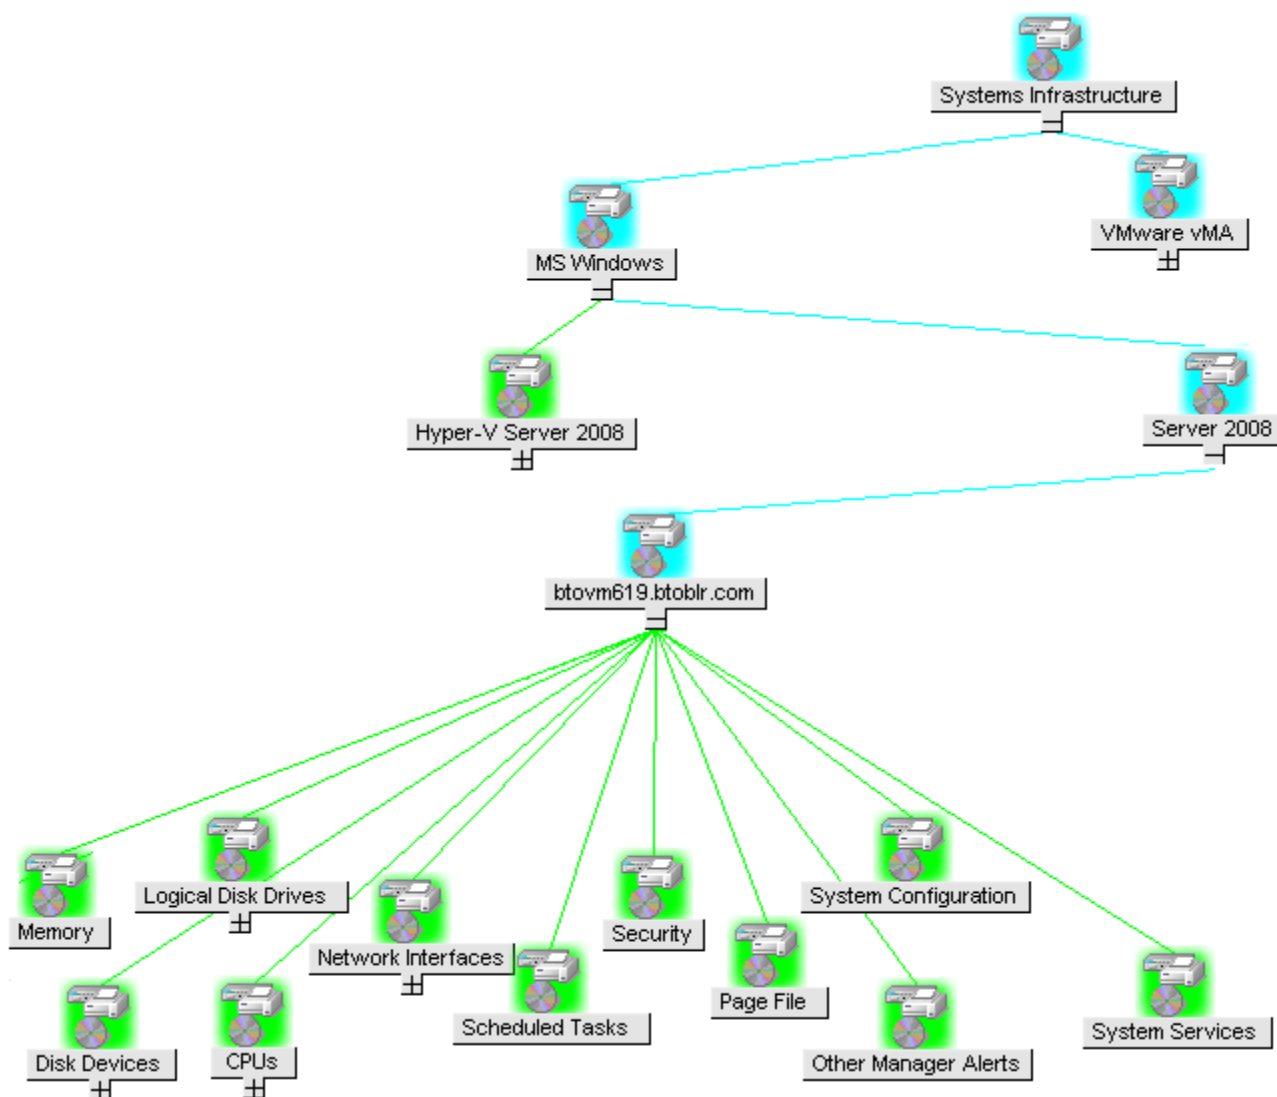 Systems Infrastructure
VMware vMA
MS Windows
Hyper-V Server 2008
Server 2008
btovm619.btoblr.com
Logical Disk Drives
System Configuration
Memory
Security
Network Interfaces
Page File
Scheduled Tasks
System Services
Disk Devices
CPUs
Other Manager Alerts